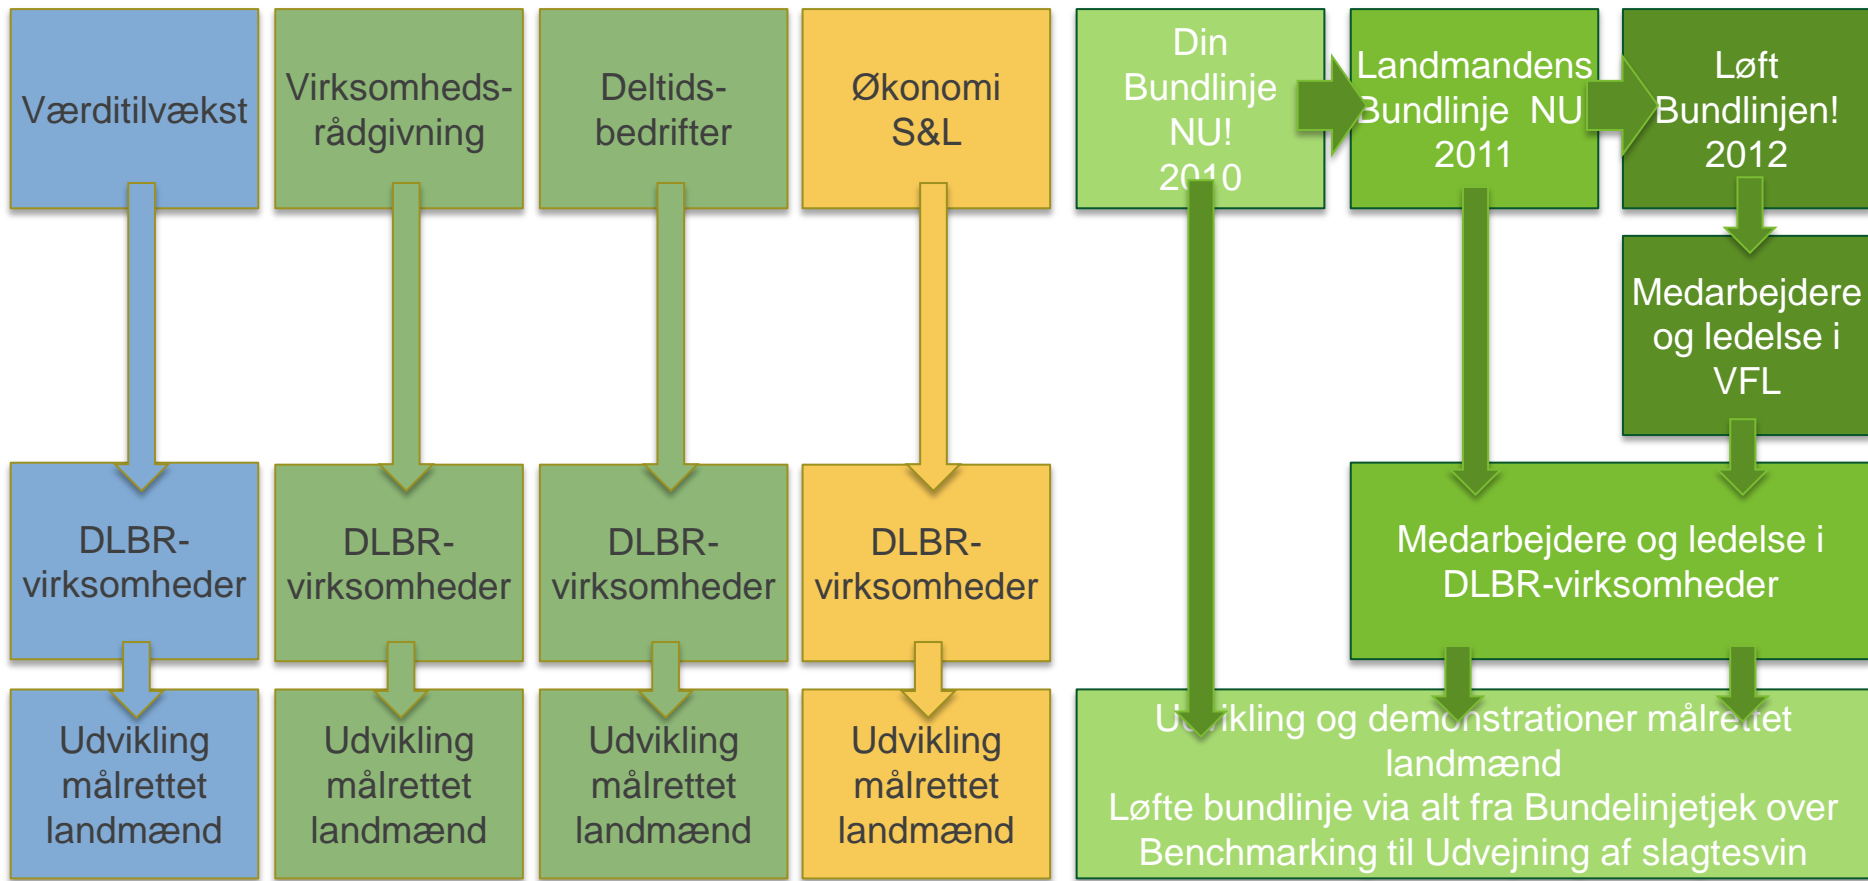 Værditilvækst
Virksomheds-
rådgivning
Deltids-
bedrifter
Økonomi
S&L
Din
Bundlinje
NU!
2010
Landmandens
Bundlinje NU
2011
Løft
Bundlinjen!
2012
Medarbejdere
og ledelse i
VFL
DLBR-
virksomheder
DLBR-
virksomheder
DLBR-
virksomheder
DLBR-
virksomheder
Medarbejdere og ledelse i
DLBR-virksomheder
Udvikling
målrettet
landmænd
Udvikling
målrettet
landmænd
Udvikling
målrettet
landmænd
Udvikling
målrettet
landmænd
Udvikling og demonstrationer målrettet
landmænd
Løfte bundlinje via alt fra Bundelinjetjek over
Benchmarking til Udvejning af slagtesvin